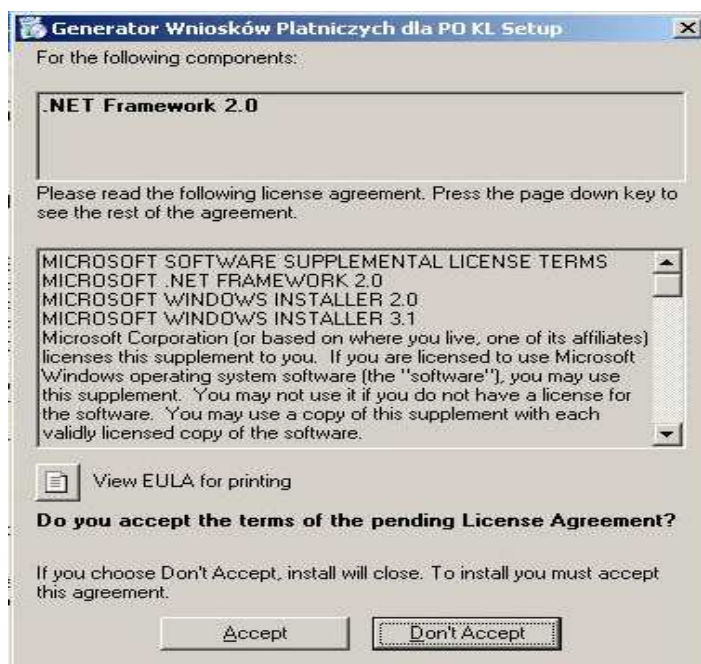 Generator Wniosków Platniczych dla PO KL Setup
For the following components:
.NET Framework 2.0
Please read the following license agreement. Press the page down key to
see the rest of the agreement.
MICROSOFT SOFTWARE SUPPLEMENTAL LICENSE TERMS
MICROSOFT .NET FRAMEWORK 2.0
MICROSOFT WINDOWS INSTALLER 2.0
MICROSOFT WINDOWS INSTALLER 3.1
Microsoft Corporation (or based on where you live, one of its affiliates)
licenses this supplement to you. If you are licensed to use Microsoft
Windows operating system software (the "software"), you may use
this supplement. You may not use it if you do not have a license for
the software. You may use a copy of this supplement with each
validly licensed copy of the software.
View EULA for printing
Do you accept the terms of the pending License Agreement?
If you choose Don't Accept, install will close. To install you must accept
this agreement.
Accept
Don't Accept